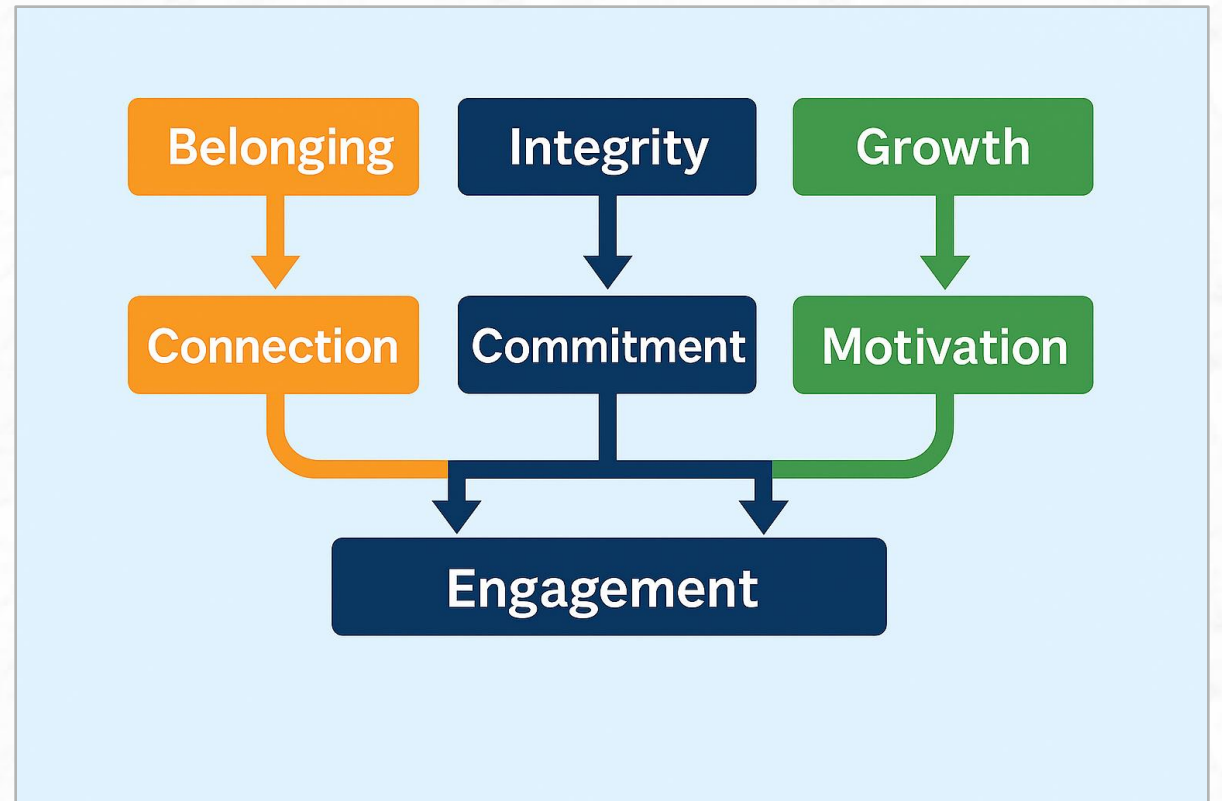 Belonging
Integrity
Growth
Connection
Commitment
Motivation
Engagement